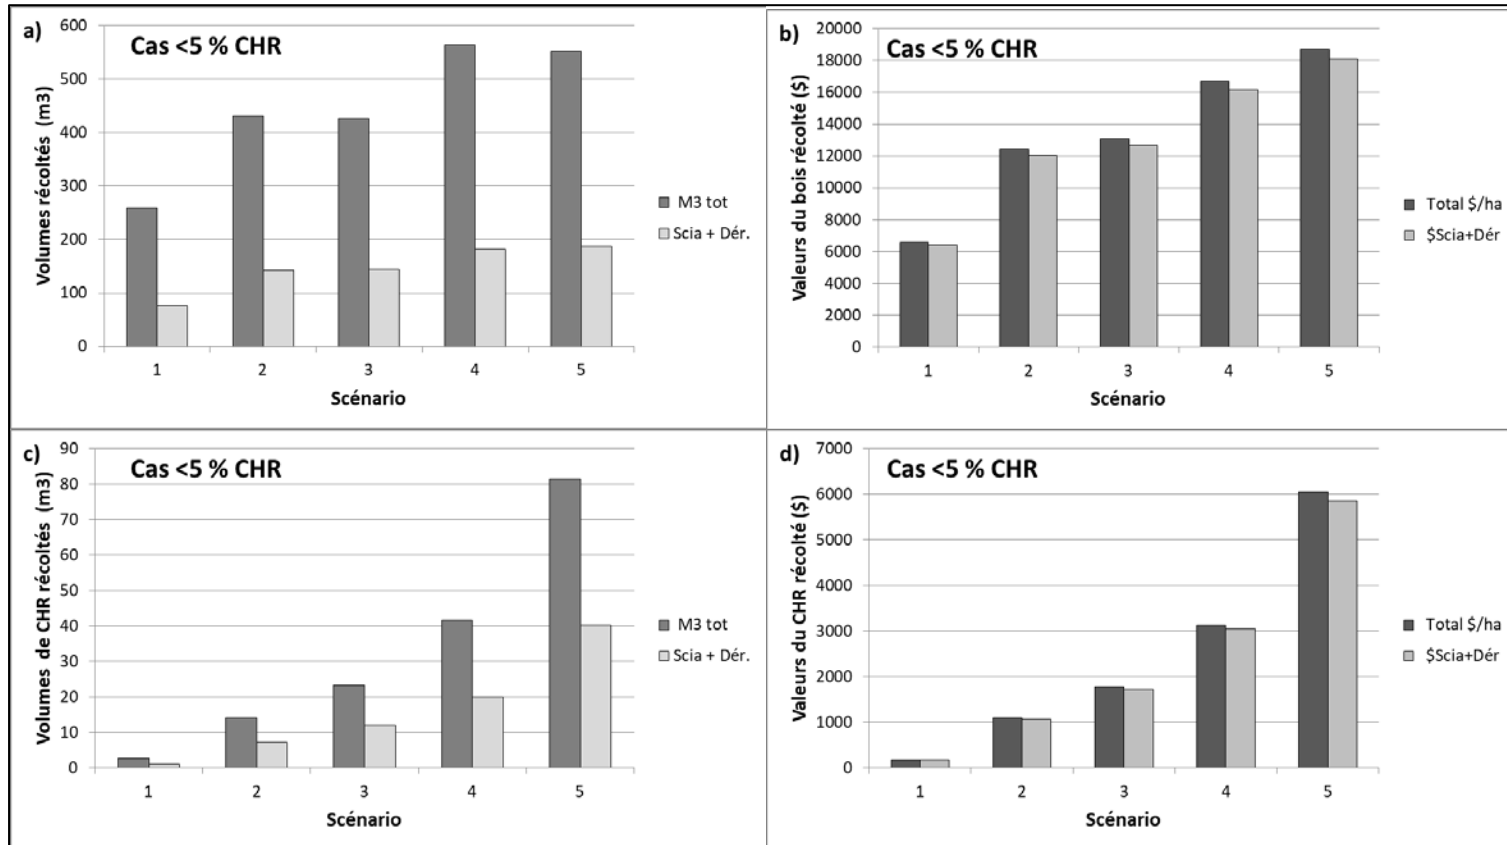 a)
Cas <5 % CHR
Volumes récoltés (m3)
600
500
400
300
200
100
0
1 2 3 4 5
Scénario
M3 tot
Scia + Dér.
b)
Cas <5 % CHR
Valeurs du bois récolté ($)
20000
18000
16000
14000
12000
10000
8000
6000
4000
2000
0
1 2 3 4 5
Scénario
Total $/ha
$Scia+Dér
c)
Cas <5 % CHR
Volumes de CHR récoltés (m3)
90
80
70
60
50
40
30
20
10
0
1 2 3 4 5
Scénario
M3 tot
Scia + Dér.
d)
Cas <5 % CHR
Valeurs du CHR récolté ($)
7000
6000
5000
4000
3000
2000
1000
0
1 2 3 4 5
Scénario
Total $/ha
$Scia+Dér